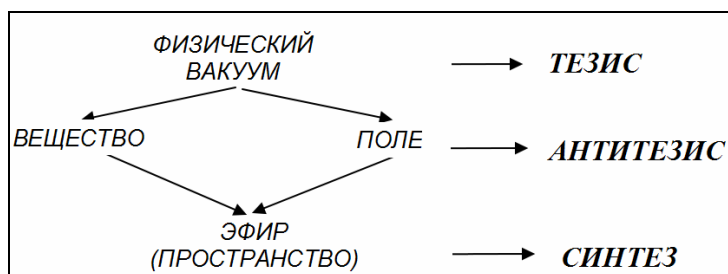 ФИЗИЧЕСКИЙ
ВАКУУМ
ТЕЗИС
ВЕЩЕСТВО
ПОЛЕ
АНТИТЕЗИС
ЭФИР
(ПРОСТРАНСТВО)
СИНТЕЗ